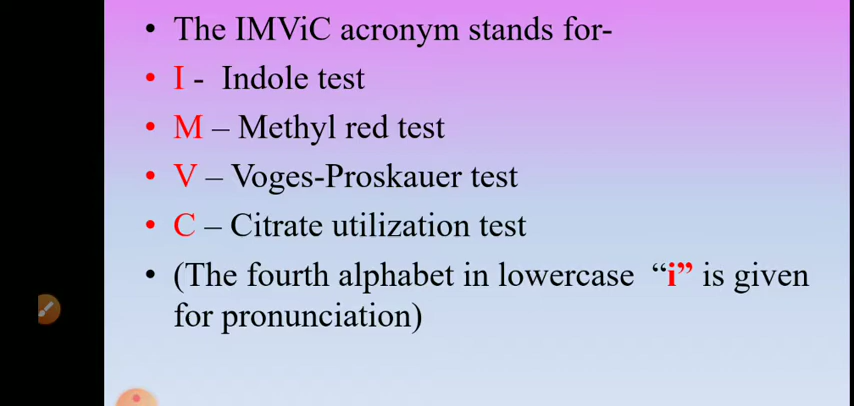 • The IMViC acronym stands for-
• I - Indole test
• M – Methyl red test
• V – Voges-Proskauer test
• C – Citrate utilization test
• (The fourth alphabet in lowercase “i” is given
for pronunciation)